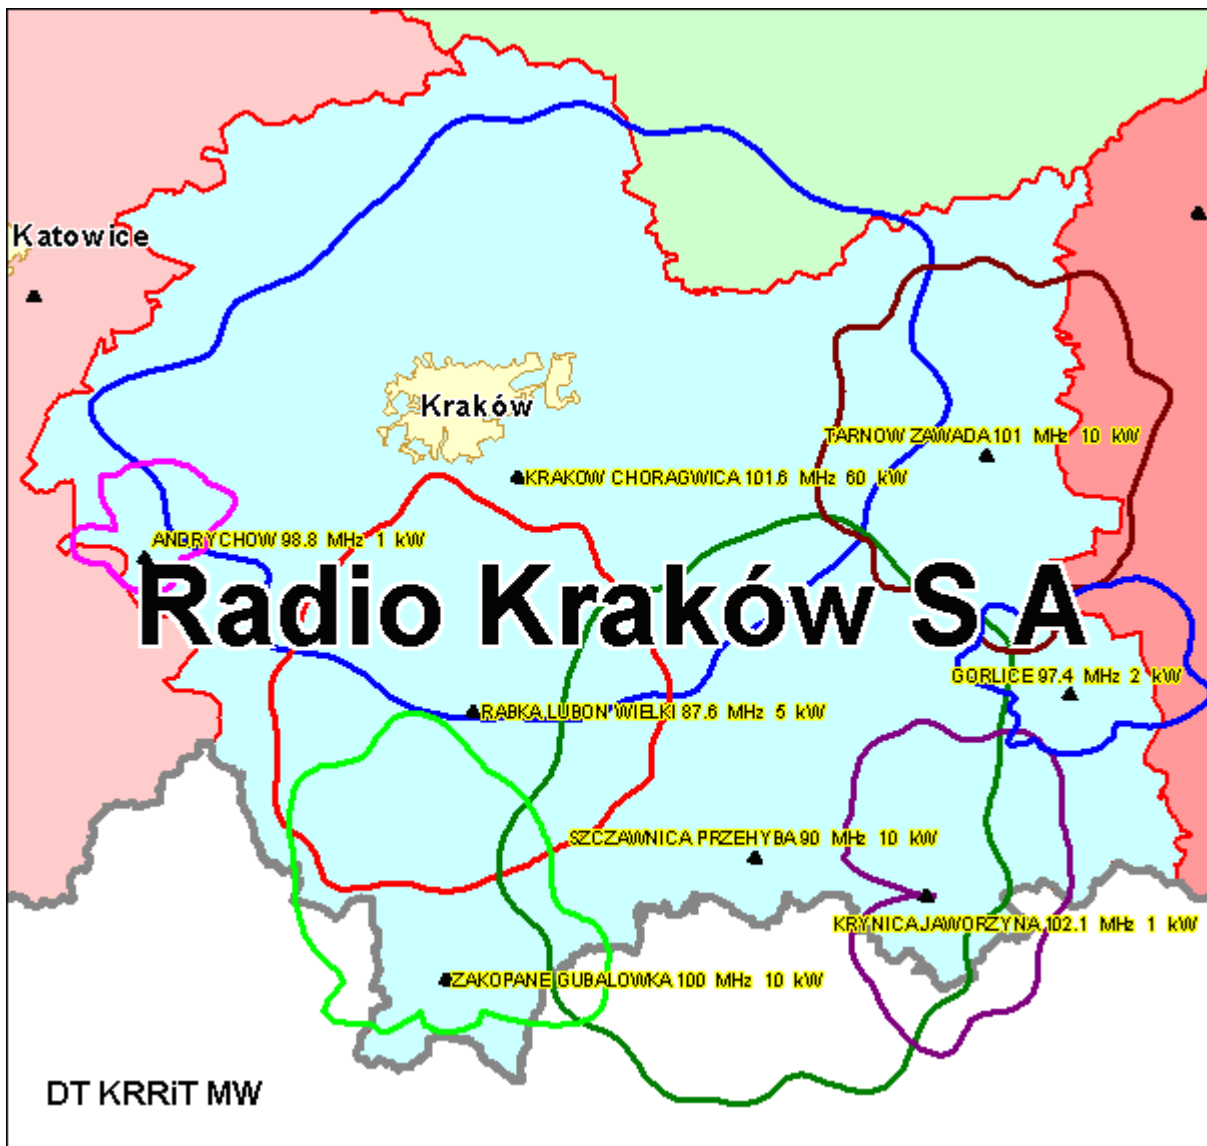 Katowice
Kraków
TARNOW ZAWADA 101 MHz 10 kW
KRAKOW CHORAGWICA 101.6 MHz 60 kW
ANDRYCHOW 98.8 MHz 1 kW
Radio Kraków S A
GORLICE 97.4 MHz 2 kW
RABKA LUBON WIELKI 87.6 MHz 5 kW
SZCZAWNICA PRZEHYBA 90 MHz 10 kW
KRYNICA JAWORZYNA 102.1 MHz 1 kW
ZAKOPANE GUBALOWKA 100 MHz 10 kW
DT KRRiT MW